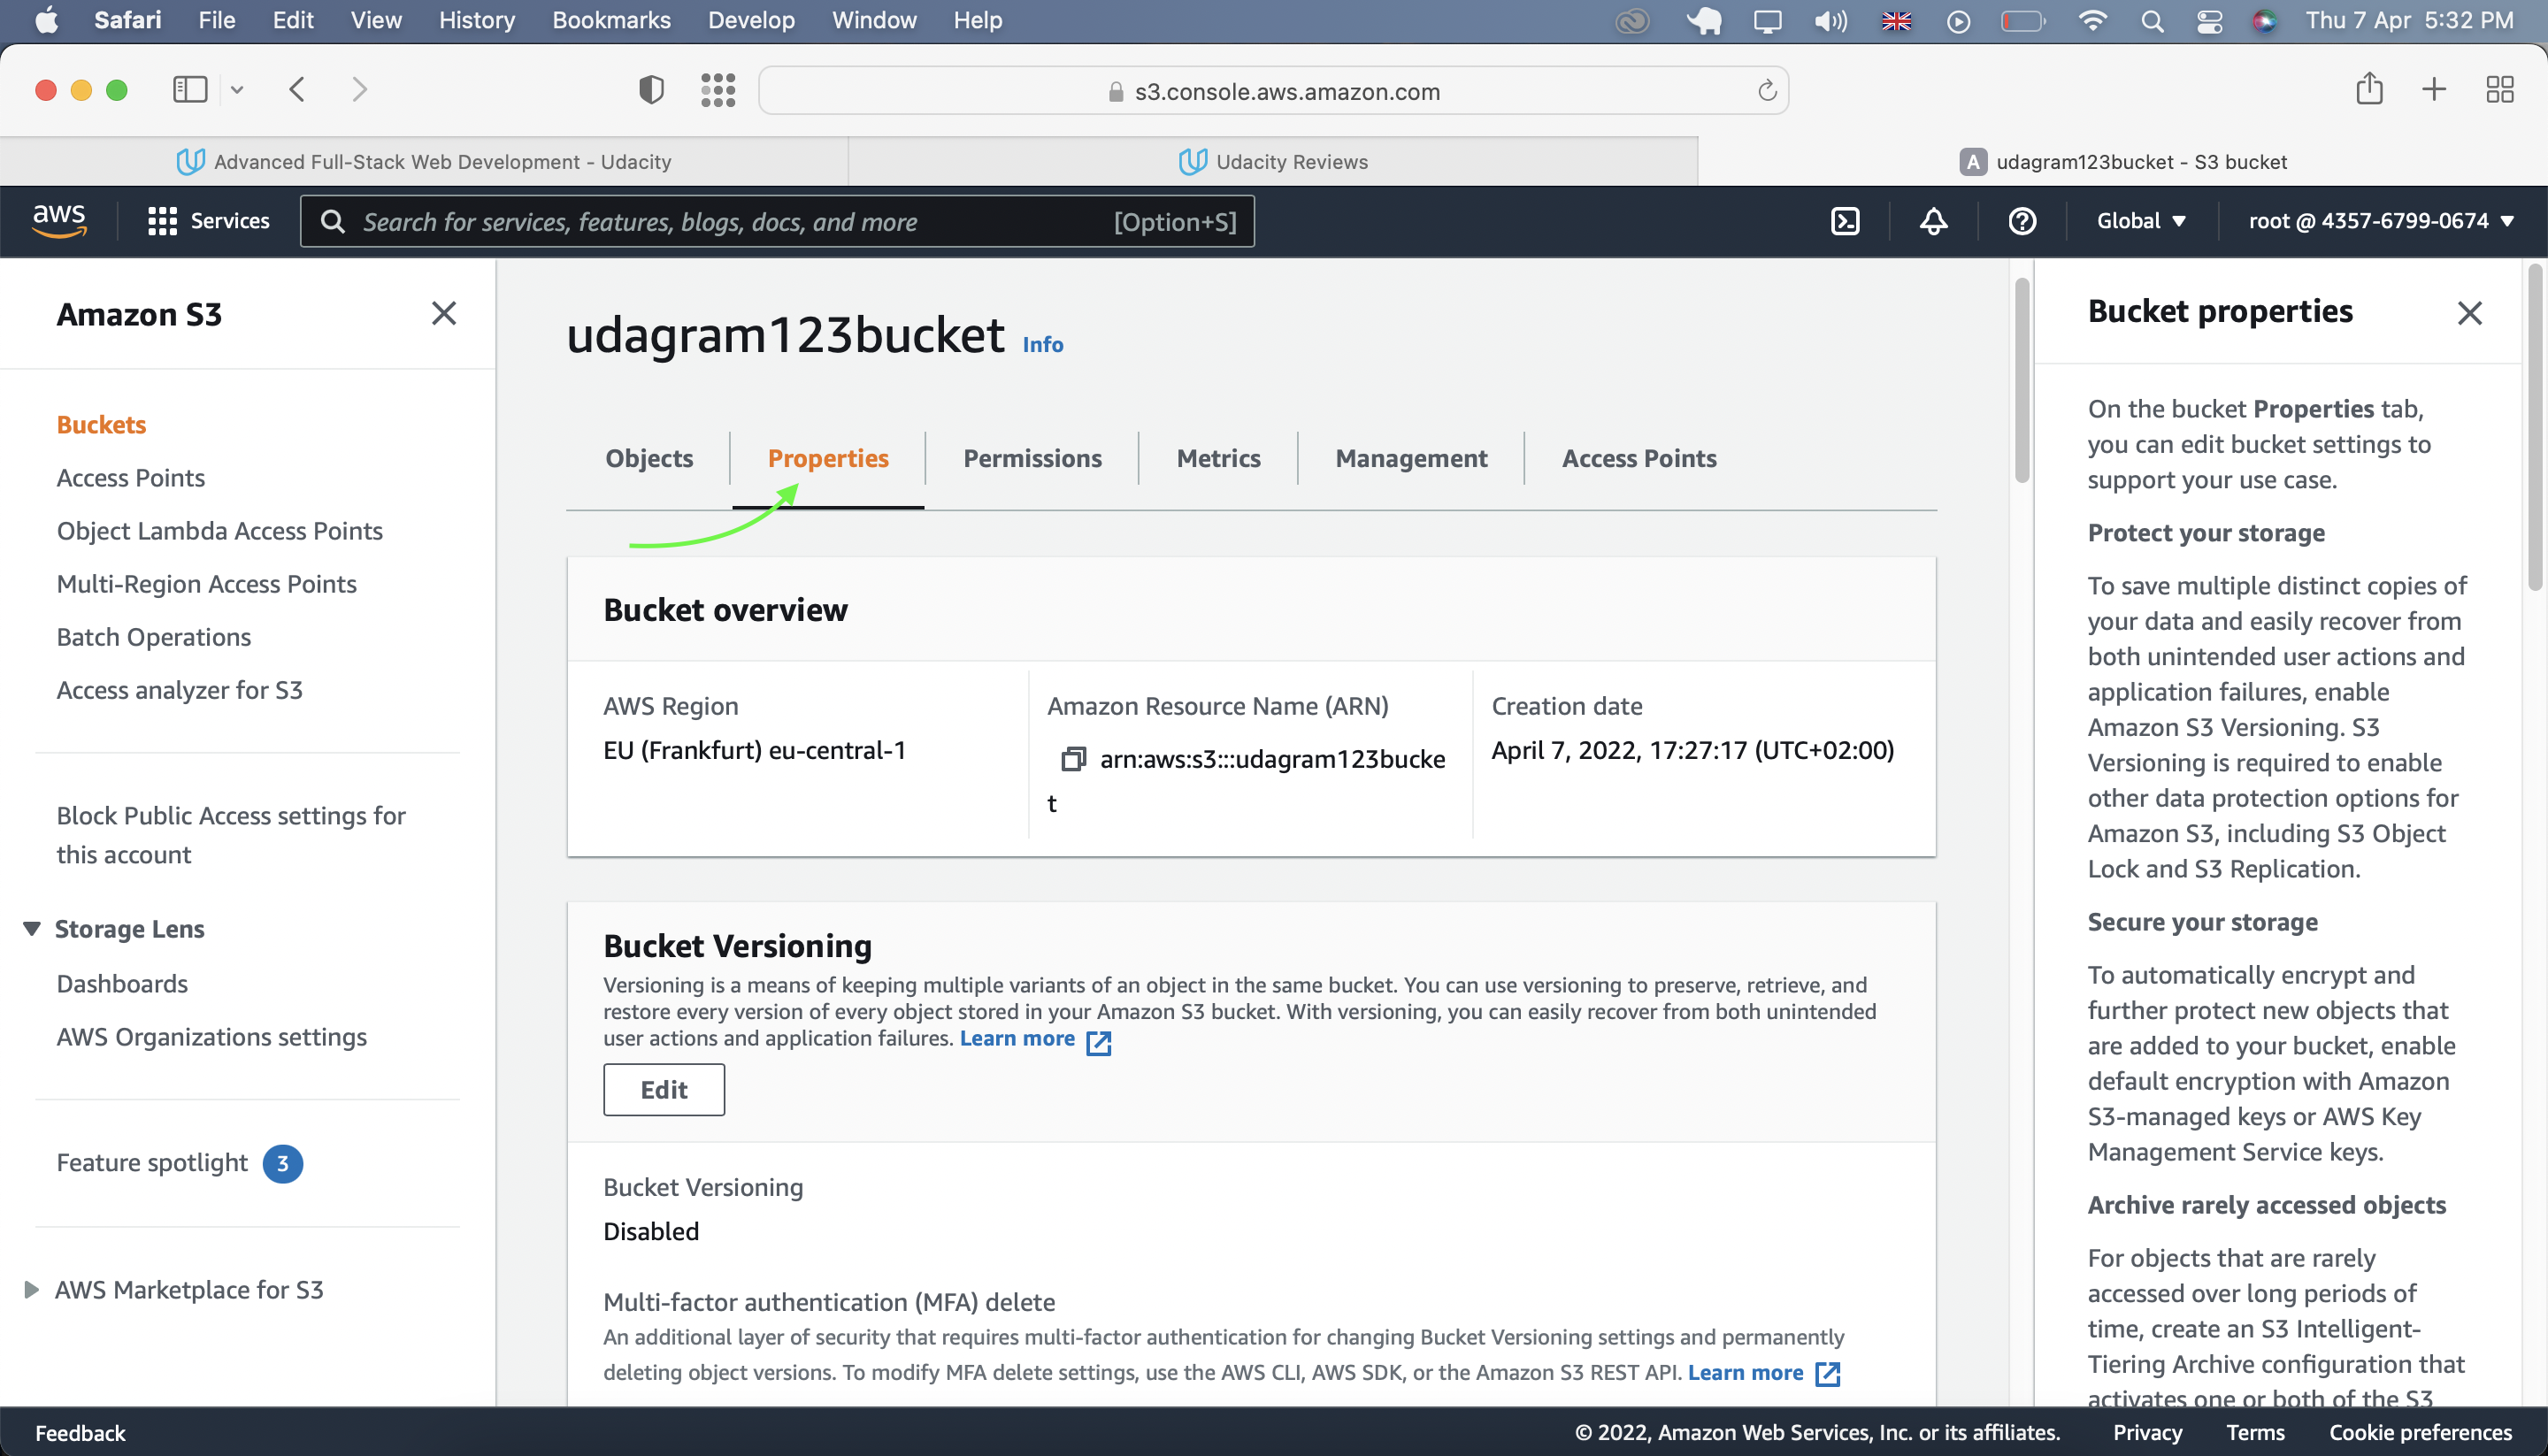 Safari File Edit View History Bookmarks Develop Window Help Thu 7 Apr 5:32 PM
s3.console.aws.amazon.com
Advanced Full-Stack Web Development - Udacity
Udacity Reviews
A udagram123bucket - S3 bucket
aws Services Search for services, features, blogs, docs, and more [Option+S] Global root @ 4357-6799-0674
Amazon S3
Buckets
Access Points
Object Lambda Access Points
Multi-Region Access Points
Batch Operations
Access analyzer for S3
Block Public Access settings for
this account
Storage Lens
Dashboards
AWS Organizations settings
Feature spotlight 3
AWS Marketplace for S3
udagram123bucket Info
Objects Properties Permissions Metrics Management Access Points
Bucket overview
AWS Region
EU (Frankfurt) eu-central-1
Amazon Resource Name (ARN)
arn:aws:s3:::udagram123bucke
t
Creation date
April 7, 2022, 17:27:17 (UTC+02:00)
Bucket Versioning
Versioning is a means of keeping multiple variants of an object in the same bucket. You can use versioning to preserve, retrieve, and
restore every version of every object stored in your Amazon S3 bucket. With versioning, you can easily recover from both unintended
user actions and application failures. Learn more
Edit
Bucket Versioning
Disabled
Multi-factor authentication (MFA) delete
An additional layer of security that requires multi-factor authentication for changing Bucket Versioning settings and permanently
deleting object versions. To modify MFA delete settings, use the AWS CLI, AWS SDK, or the Amazon S3 REST API. Learn more
Bucket properties
On the bucket Properties tab,
you can edit bucket settings to
support your use case.
Protect your storage
To save multiple distinct copies of
your data and easily recover from
both unintended user actions and
application failures, enable
Amazon S3 Versioning. S3
Versioning is required to enable
other data protection options for
Amazon S3, including S3 Object
Lock and S3 Replication.
Secure your storage
To automatically encrypt and
further protect new objects that
are added to your bucket, enable
default encryption with Amazon
S3-managed keys or AWS Key
Management Service keys.
Archive rarely accessed objects
For objects that are rarely
accessed over long periods of
time, create an S3 Intelligent-
Tiering Archive configuration that
activates one or both of the S3
Feedback © 2022, Amazon Web Services, Inc. or its affiliates. Privacy Terms Cookie preferences